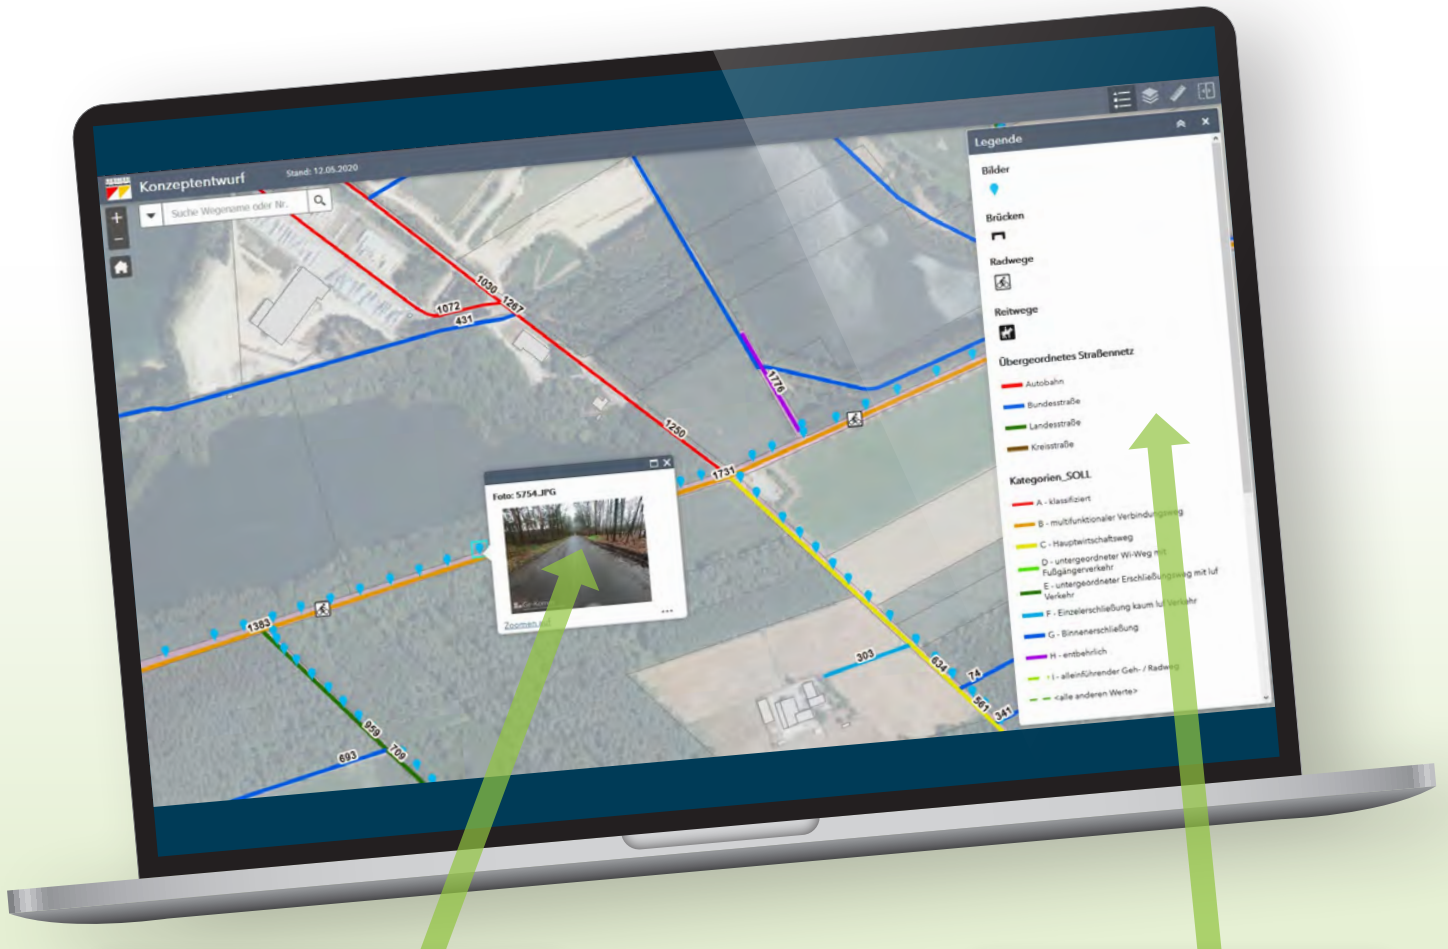 Konzeptentwurf
Stand: 12.05.2020
Suche Wegename oder Nr.
Legende
Bilder
Brücken
Radwege
Reitwege
Übergeordnetes Straßennetz
Autobahn
Bundesstraße
Landesstraße
Kreisstraße
Kategorien_SOLL
A - klassifiziert
B - multifunktionaler Verbindungsweg
C - Hauptwirtschaftsweg
D - untergeordneter Wi-Weg mit
Fußgängerverkehr
E - untergeordneter Erschließungsweg mit luf
Verkehr
F - Einzelerschließung kaum luf Verkehr
G - Binnenerschließung
H - entbehrlich
I - alleinführender Geh- / Radweg
<alle anderen Werte>
1030
1267
1072
431
1776
1250
1731
Foto: 5754.JPG
Zoomen auf
1383
303
634
74
561
341
959
709
693